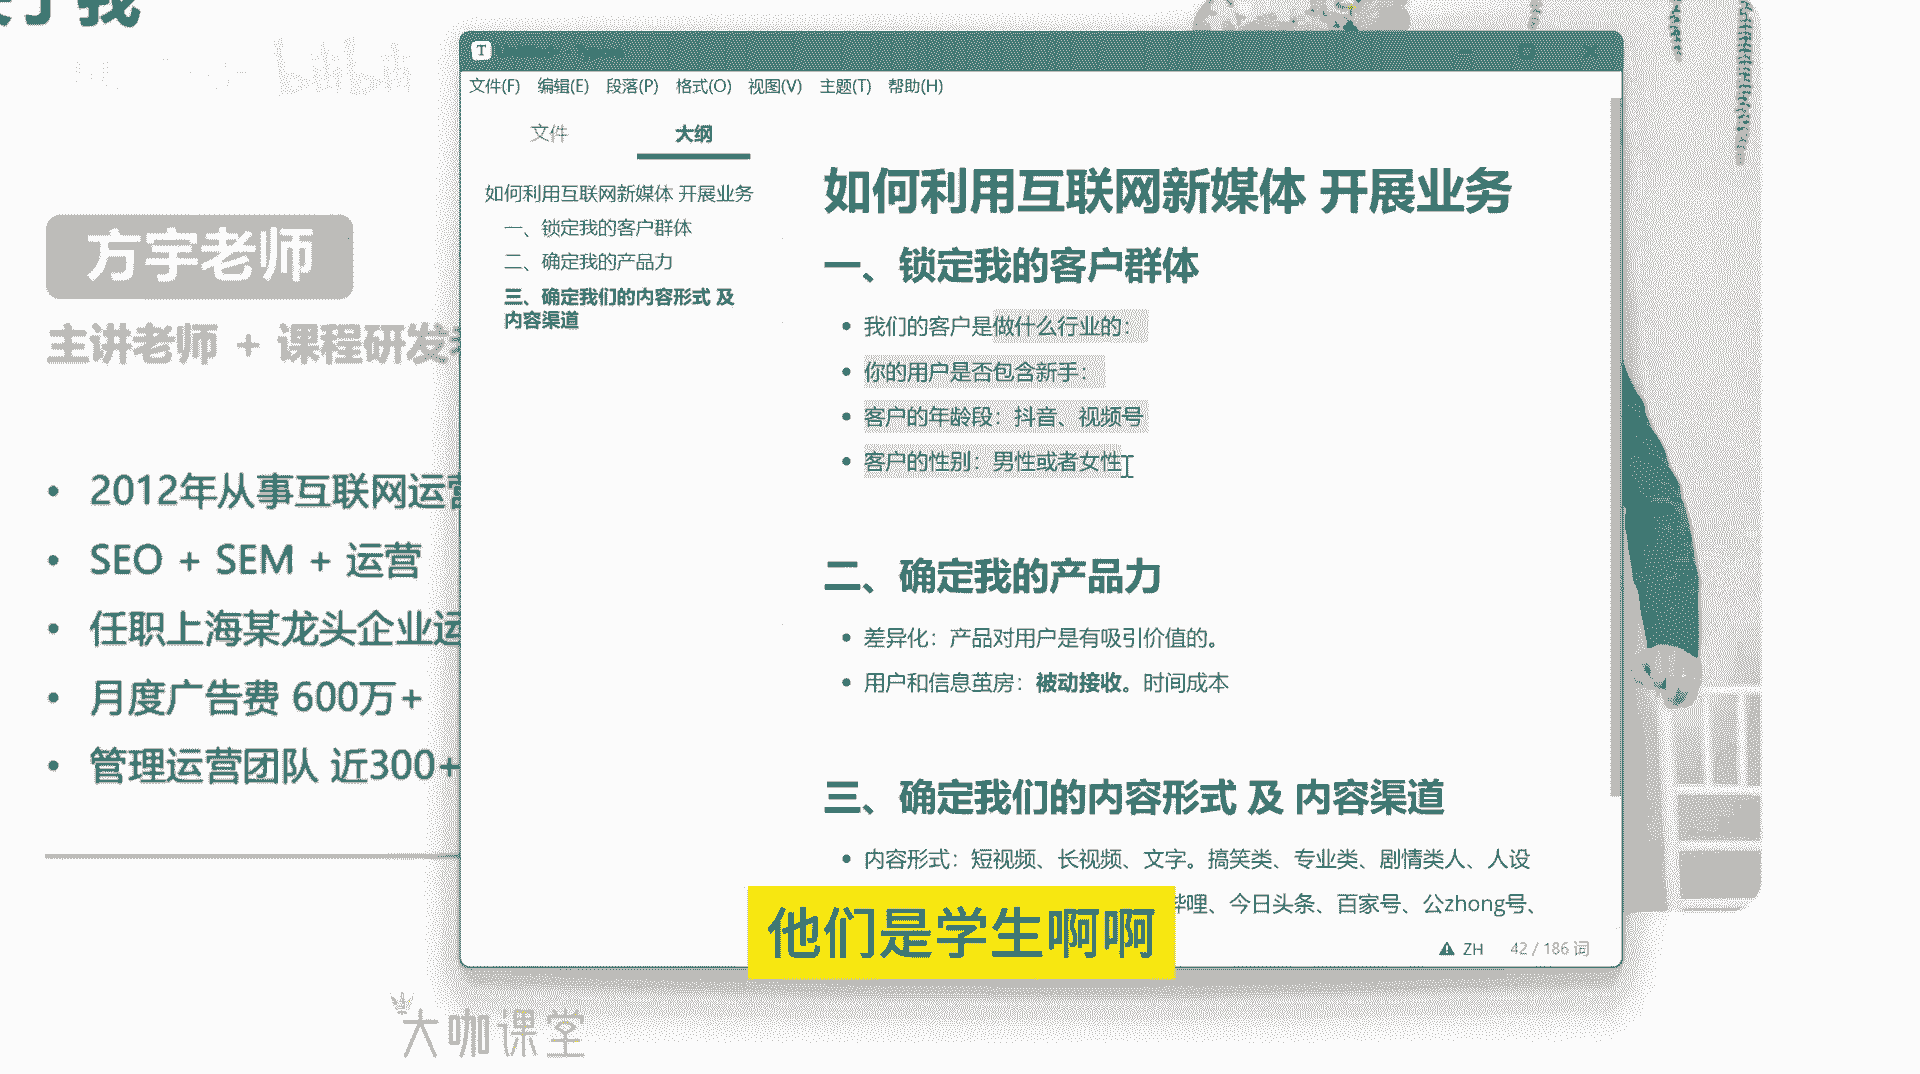 bilibili
方宇老师
主讲老师 + 课程研发
2012年从事互联网运营
SEO + SEM + 运营
任职上海某龙头企业运
月度广告费 600万+
管理运营团队 近300+
文件(F) 编辑(E) 段落(P) 格式(O) 视图(V) 主题(T) 帮助(H)
文件 大纲
如何利用互联网新媒体 开展业务
一、锁定我的客户群体
二、确定我的产品力
三、确定我们的内容形式 及
内容渠道
如何利用互联网新媒体 开展业务
一、锁定我的客户群体
我们的客户是做什么行业的：
你的用户是否包含新手：
客户的年龄段：抖音、视频号
客户的性别：男性或者女性
二、确定我的产品力
差异化：产品对用户是有吸引价值的。
用户和信息茧房：被动接收。时间成本
三、确定我们的内容形式 及 内容渠道
内容形式：短视频、长视频、文字。搞笑类、专业类、剧情类人、人设
哔哩、今日头条、百家号、公zhong号、
ZH 42 / 186 词
他们是学生啊啊
大咖课堂